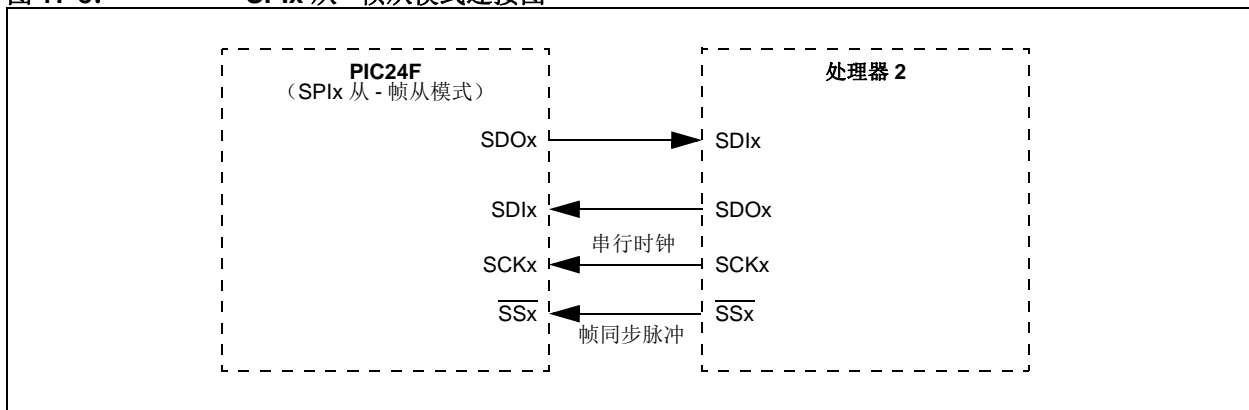 PIC24F
（SPIx 从 - 帧从模式）
处理器 2
SDOx
SDIx
SDIx
SDOx
串行时钟
SCKx
SCKx
SSx
SSx
帧同步脉冲